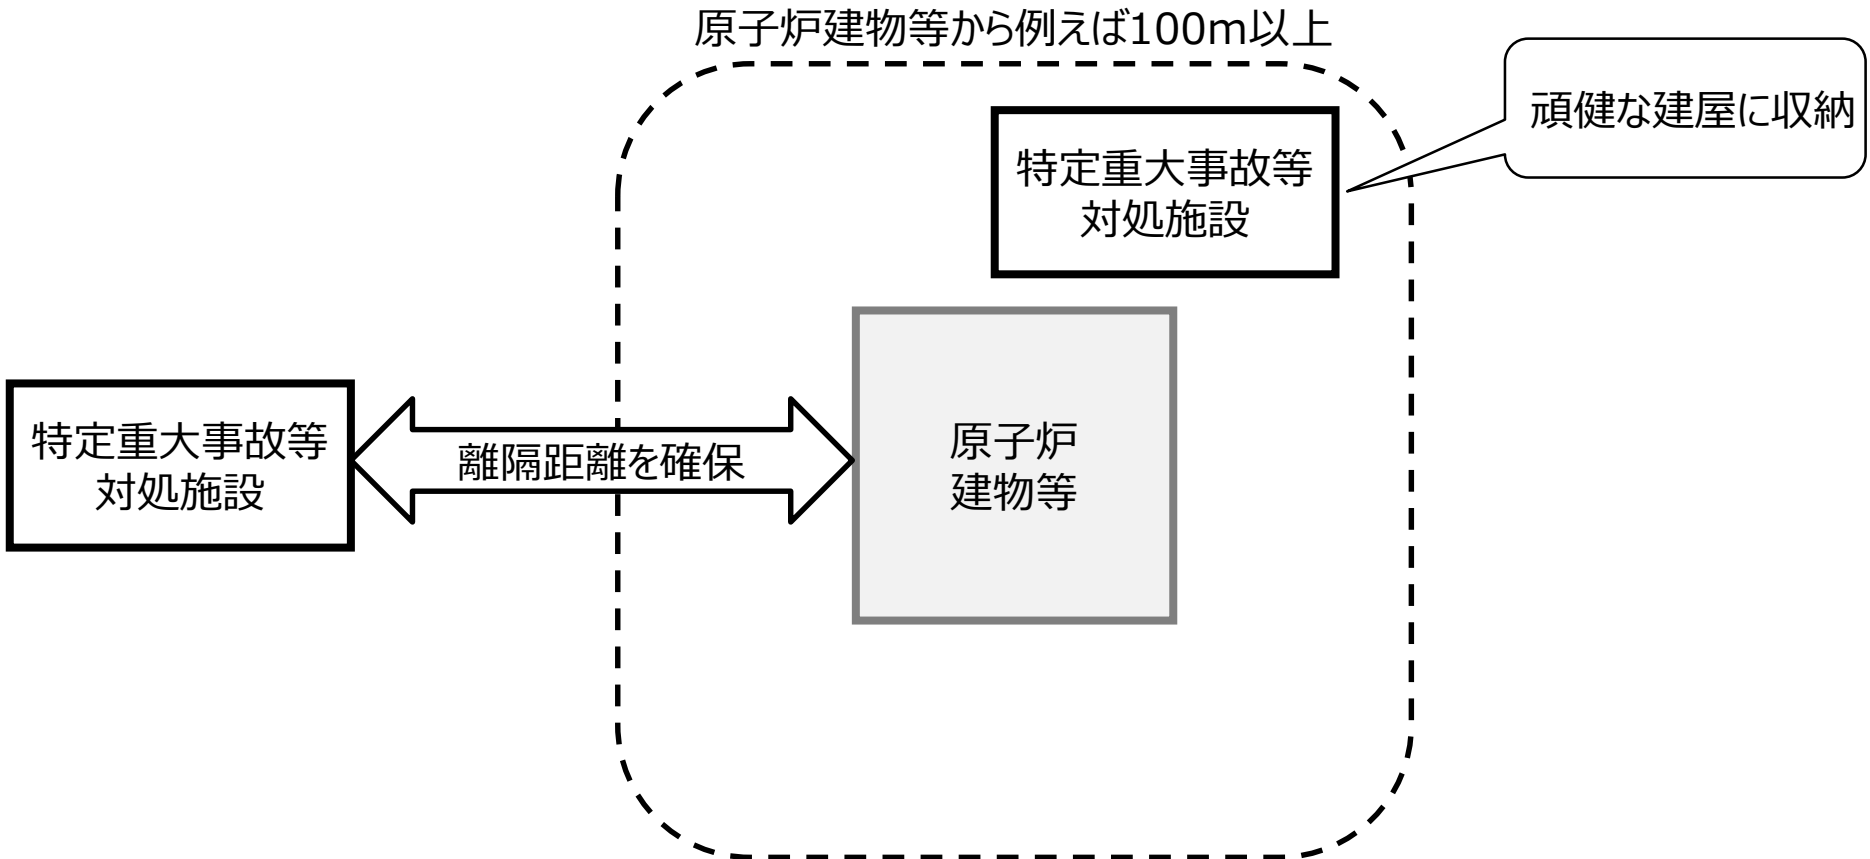 原子炉建物等から例えば100m以上
頑健な建屋に収納
特定重大事故等
対処施設
特定重大事故等
対処施設
離隔距離を確保
原子炉
建物等